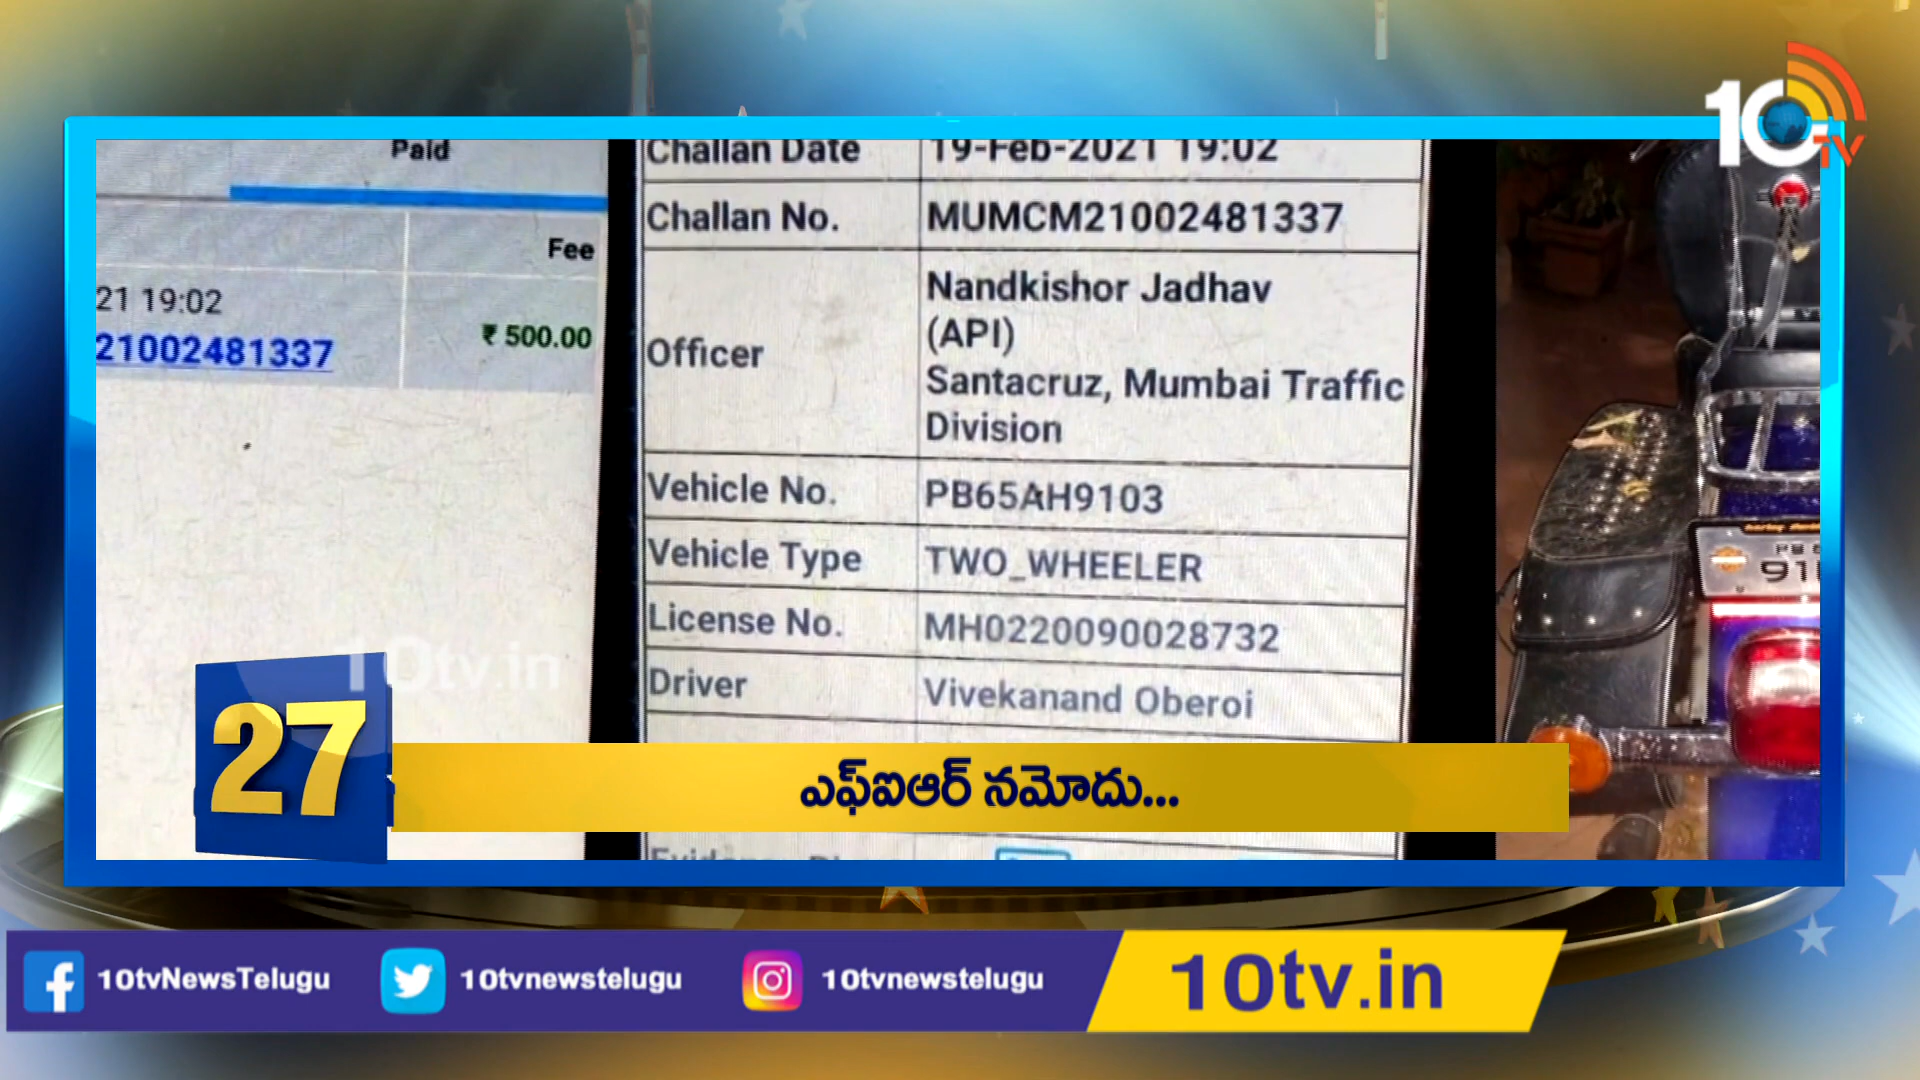 10TV
Paid
Fee
21 19:02
₹ 500.00
21002481337
Challan Date 19-Feb-2021 19:02
Challan No. MUMCM21002481337
Officer Nandkishor Jadhav
(API)
Santacruz, Mumbai Traffic
Division
Vehicle No. PB65AH9103
Vehicle Type TWO_WHEELER
License No. MH0220090028732
Driver Vivekanand Oberoi
10tv.in
27
ఎఫ్ఐఆర్ నమోదు...
10tvNewsTelugu
10tvnewstelugu
10tvnewstelugu
10tv.in